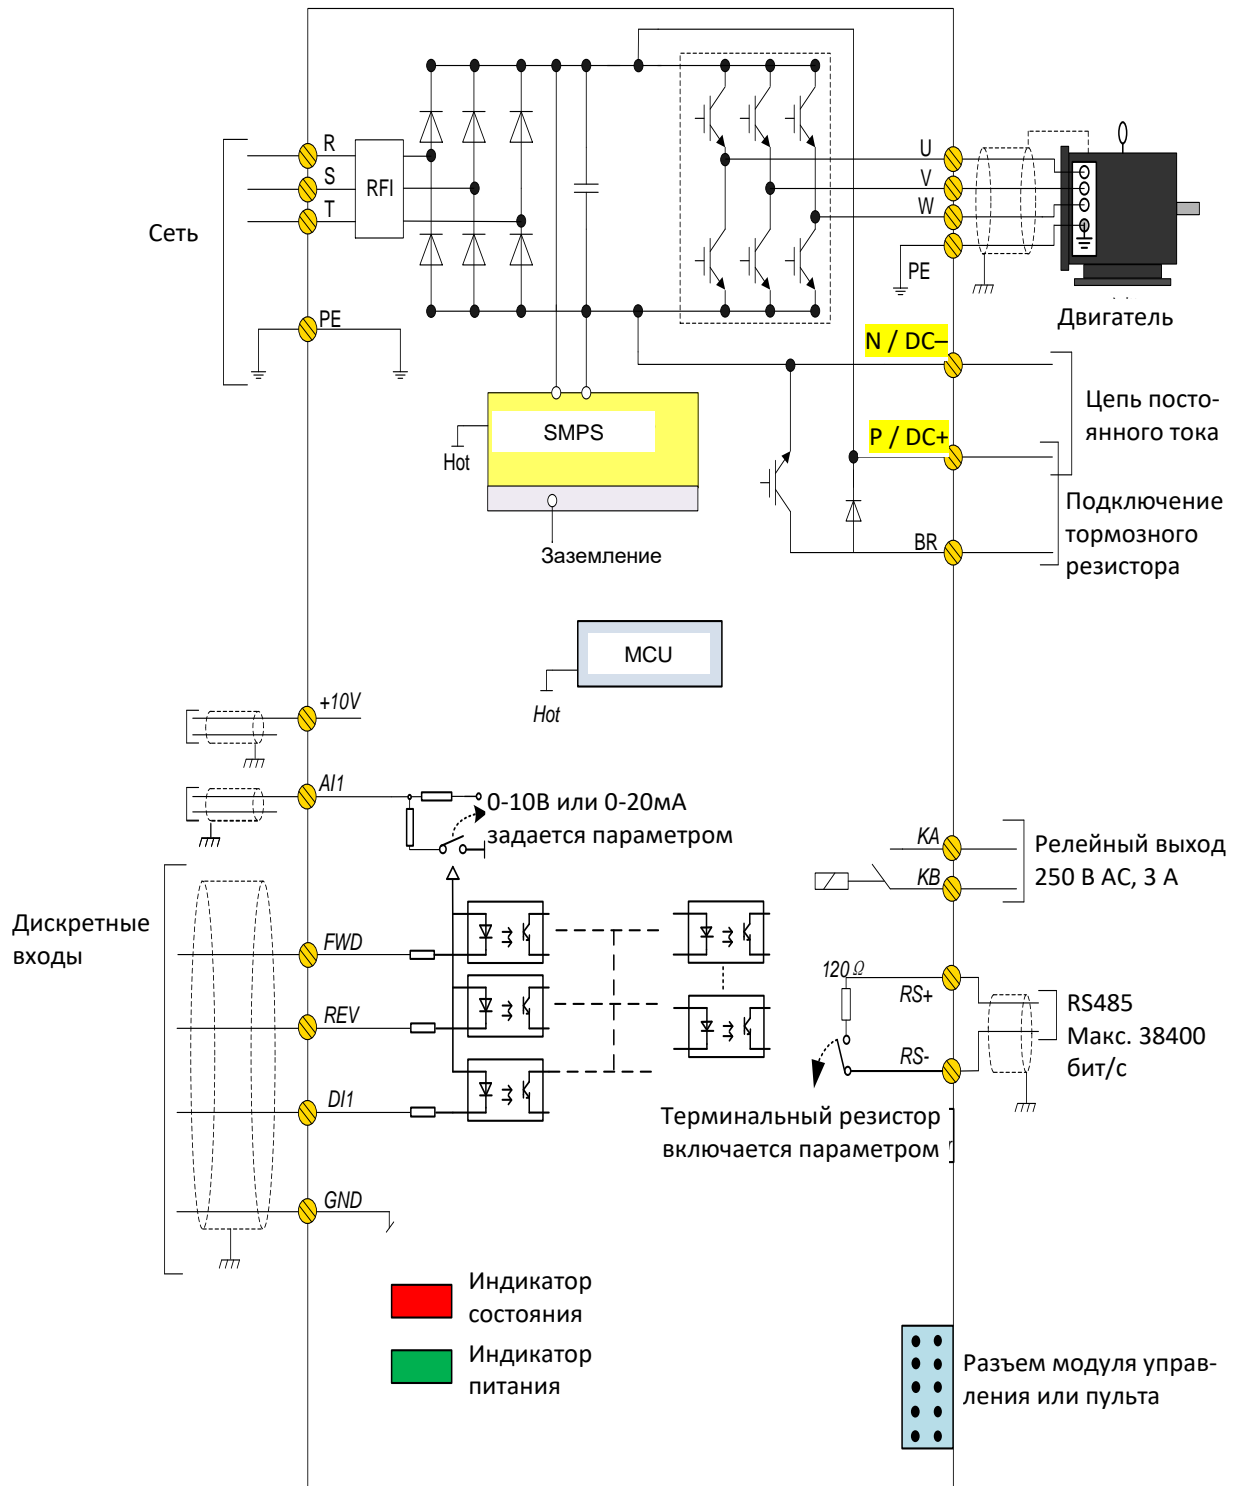 R
S
T
RFI
Сеть
PE
U
V
W
PE
Двигатель
N / DC–
P / DC+
BR
Цепь посто-
янного тока
Подключение
тормозного
резистора
SMPS
Hot
Заземление
MCU
Hot
+10V
AI1
0-10В или 0-20мА
задается параметром
KA
KB
Релейный выход
250 В AC, 3 А
Дискретные
входы
FWD
REV
DI1
GND
120Ω
RS+
RS-
RS485
Макс. 38400
бит/с
Терминальный резистор
включается параметром
Индикатор
состояния
Индикатор
питания
Разъем модуля управ-
ления или пульта